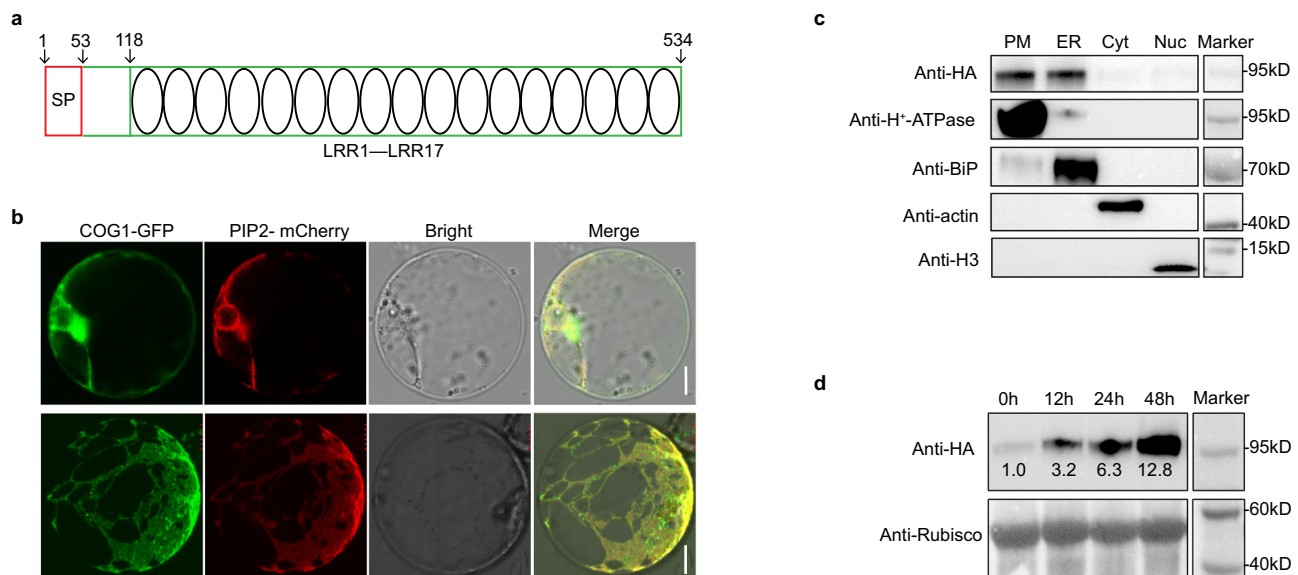 a
1 53 118 534
SP
LRR1—LRR17
b
COG1-GFP PIP2- mCherry Bright Merge
c
PM ER Cyt Nuc Marker
Anti-HA -95kD
Anti-H⁺-ATPase -95kD
Anti-BiP -70kD
Anti-actin -40kD
Anti-H3 -15kD
d
0h 12h 24h 48h Marker
Anti-HA -95kD
1.0 3.2 6.3 12.8
Anti-Rubisco -60kD
-40kD